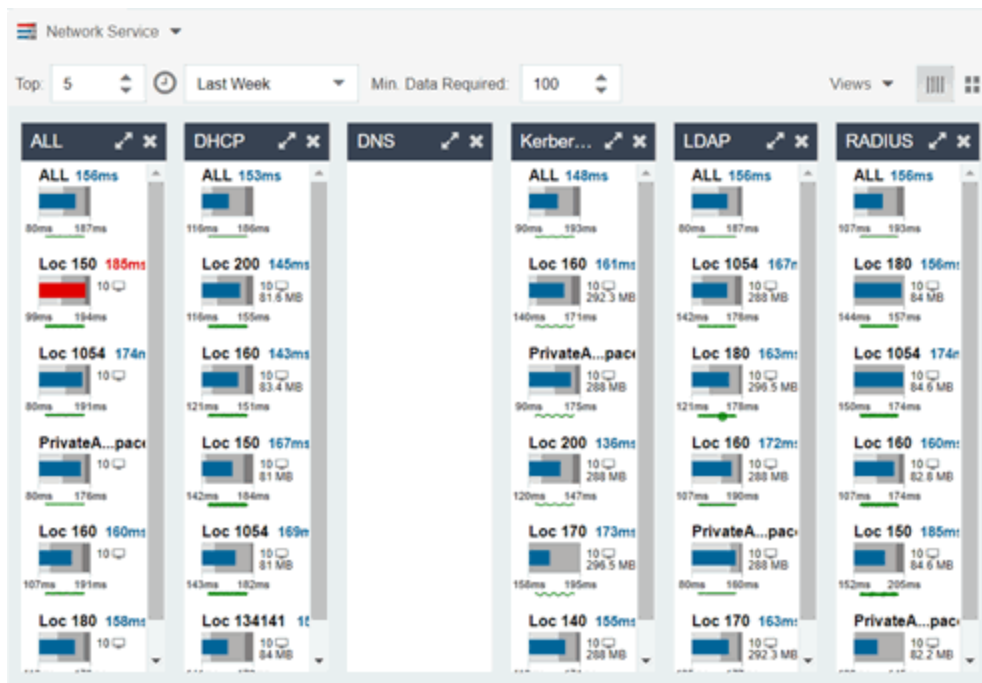 Network Service
Top: 5 Last Week Min. Data Required: 100 Views
ALL
ALL 156ms
80ms 187ms
Loc 150 185ms
10
99ms 194ms
Loc 1054 174n
10
80ms 191ms
PrivateA...pace
10
80ms 176ms
Loc 160 160ms
10
107ms 191ms
Loc 180 158ms
10
DHCP
ALL 153ms
116ms 186ms
Loc 200 145ms
10
81.6 MB
116ms 155ms
Loc 160 143ms
10
83.4 MB
121ms 151ms
Loc 150 167ms
10
81 MB
142ms 184ms
Loc 1054 169n
10
81 MB
143ms 182ms
Loc 134141 15
10
84 MB
DNS
Kerber...
ALL 148ms
90ms 193ms
Loc 160 161ms
10
292.3 MB
140ms 171ms
PrivateA...pace
10
288 MB
90ms 175ms
Loc 200 136ms
10
288 MB
120ms 147ms
Loc 170 173ms
10
296.5 MB
156ms 195ms
Loc 140 155ms
10
288 MB
LDAP
ALL 156ms
80ms 187ms
Loc 1054 167n
10
288 MB
142ms 176ms
Loc 180 163ms
10
296.5 MB
121ms 178ms
Loc 160 172ms
10
288 MB
107ms 190ms
PrivateA...pac
10
288 MB
80ms 160ms
Loc 170 163ms
10
292.3 MB
RADIUS
ALL 156ms
107ms 193ms
Loc 180 156ms
10
84 MB
144ms 157ms
Loc 1054 174n
10
84.6 MB
150ms 174ms
Loc 160 160ms
10
82.8 MB
107ms 174ms
Loc 150 185ms
10
84.6 MB
152ms 205ms
PrivateA...pac
10
82.2 MB